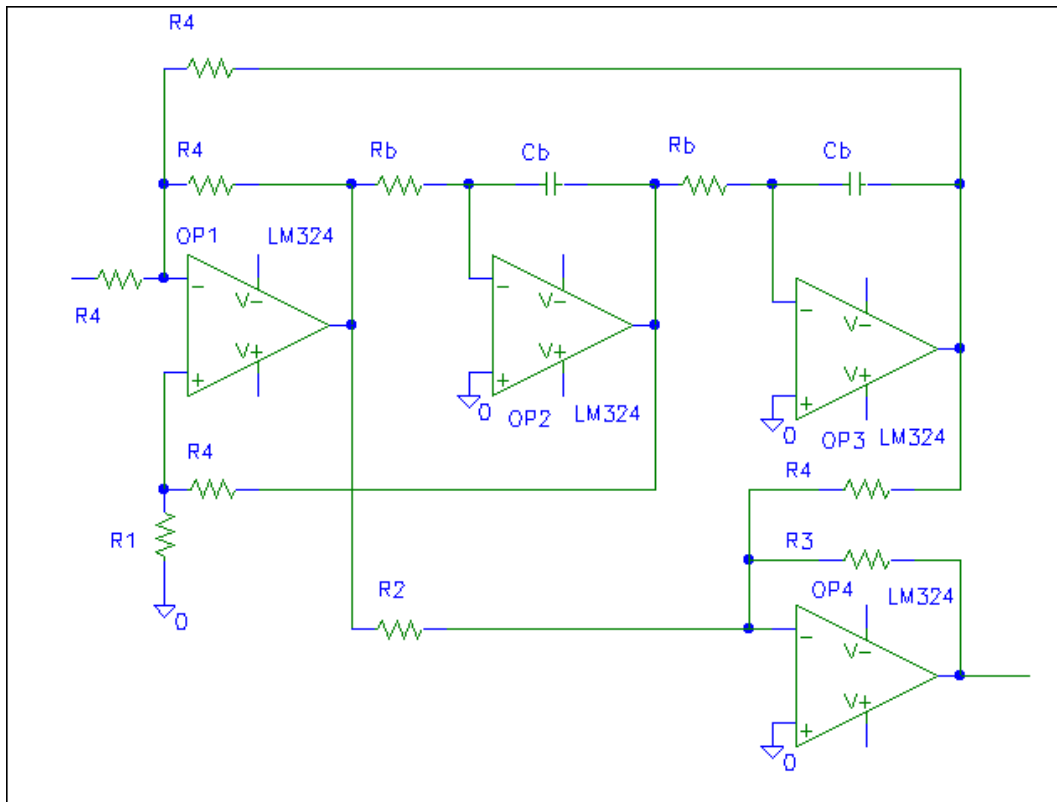 R4
R4
Rb
Cb
Rb
Cb
OP1
LM324
R4
−
V−
V+
+
−
V−
V+
+
0
OP2
LM324
−
V−
V+
+
0
OP3
LM324
R4
R4
R1
R3
0
R2
OP4
LM324
−
V−
V+
+
0